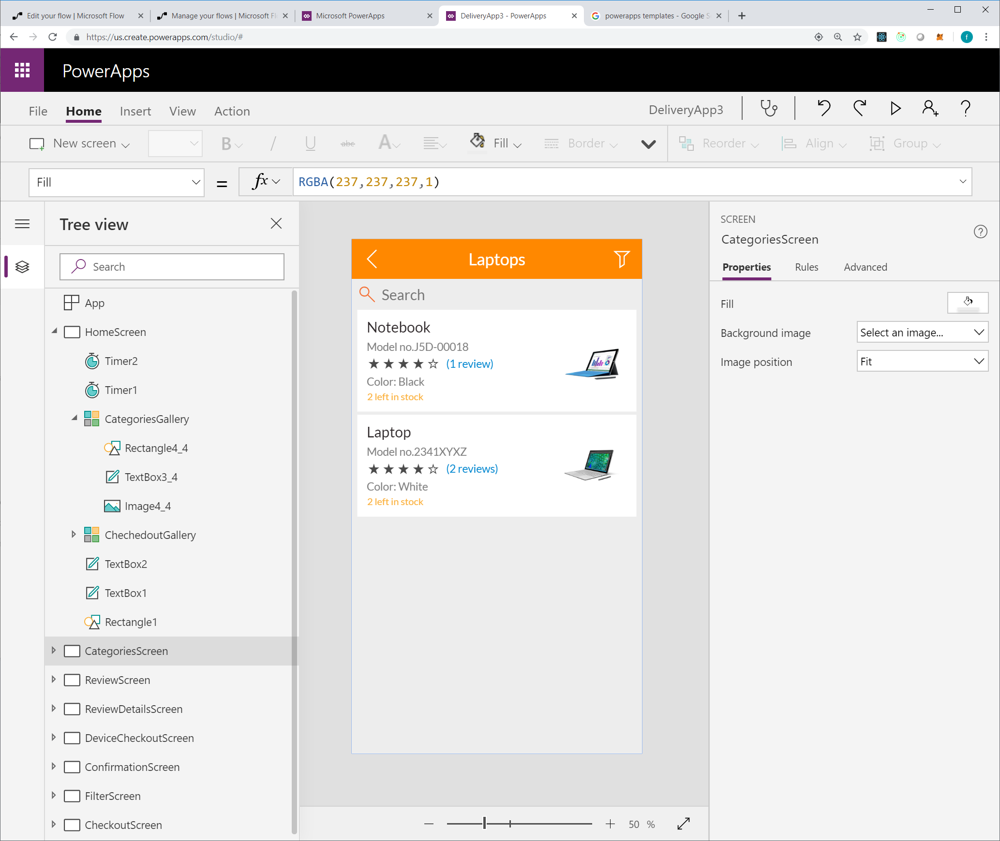 Edit your flow | Microsoft Flow
Manage your flows | Microsoft Fl
Microsoft PowerApps
DeliveryApp3 - PowerApps
powerapps templates - Google S
https://us.create.powerapps.com/studio/#
f
PowerApps
File Home Insert View Action
DeliveryApp3
?
New screen
B / U abc A
Fill
Border
Reorder
Align
Group
Fill
=
fx
RGBA(237,237,237,1)
Tree view
Search
App
HomeScreen
Timer2
Timer1
CategoriesGallery
Rectangle4_4
TextBox3_4
Image4_4
ChechedoutGallery
TextBox2
TextBox1
Rectangle1
CategoriesScreen
ReviewScreen
ReviewDetailsScreen
DeviceCheckoutScreen
ConfirmationScreen
FilterScreen
CheckoutScreen
Laptops
Search
Notebook
Model no.J5D-00018
(1 review)
Color: Black
2 left in stock
Laptop
Model no.2341XYXZ
(2 reviews)
Color: White
2 left in stock
50 %
SCREEN
CategoriesScreen
?
Properties Rules Advanced
Fill
Background image
Select an image...
Image position
Fit